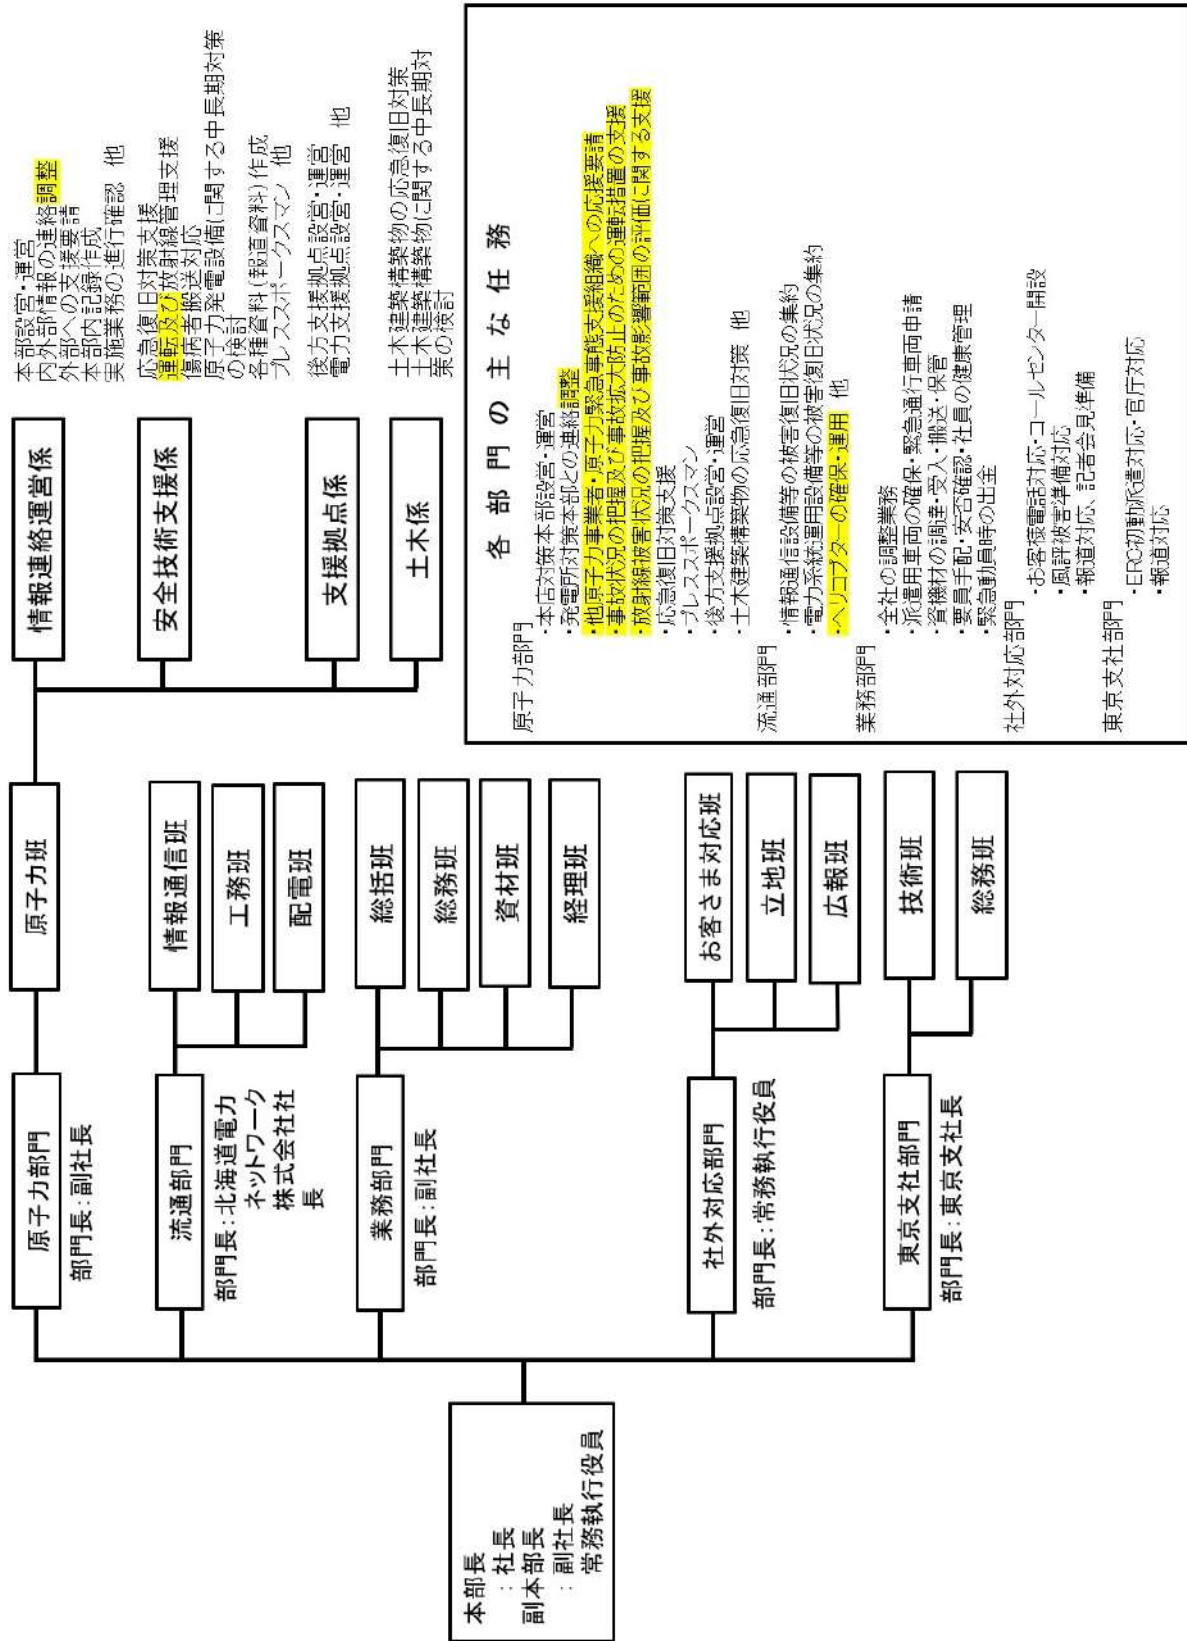 本部長
：社長
副本部長
：副社長
常務執行役員
原子力部門
部門長：副社長
流通部門
部門長：北海道電力
ネットワーク
株式会社社
長
業務部門
部門長：副社長
社外対応部門
部門長：常務執行役員
東京支社部門
部門長：東京支社長
原子力班
情報通信班
工務班
配電班
総括班
総務班
資材班
経理班
お客さま対応班
立地班
広報班
技術班
総務班
情報連絡運営係
本部設営・運営
内外部情報の連絡調整
外部への支援要請
本部内記録作成
実施業務の進行確認 他
安全技術支援係
応急復旧対策支援
運転及び放射線管理支援
傷病者搬送対応
原子力発電設備に関する中長期対策
の検討
各種資料（報道資料）作成
プレススポークスマン 他
支援拠点係
後方支援拠点設営・運営
電力支援拠点設営・運営 他
土木係
土木建築構築物の応急復旧対策
土木建築構築物に関する中長期対
策の検討
各部門の主な任務
原子力部門
・本店対策本部設営・運営
・発電所対策本部との連絡調整
・他原子力事業者・原子力緊急事態支援組織への応援要請
・事故状況の把握及び事故拡大防止のための運転措置の支援
・放射線被害状況の把握及び事故影響範囲の評価に関する支援
・応急復旧対策支援
・プレススポークスマン
・後方支援拠点設営・運営
・土木建築構築物の応急復旧対策 他
流通部門
・情報通信設備等の被害復旧状況の集約
・電力系統運用設備等の被害復旧状況の集約
・ヘリコプターの確保・運用 他
業務部門
・全社の調整業務
・派遣用車両の確保・緊急通行車両申請
・資機材の調達・受入・搬送・保管
・要員手配・安否確認・社員の健康管理
・緊急動員時の出金
社外対応部門
・お客様電話対応・コールセンター開設
・風評被害準備対応
・報道対応、記者会見準備
東京支社部門
・ERC初動派遣対応・官庁対応
・報道対応